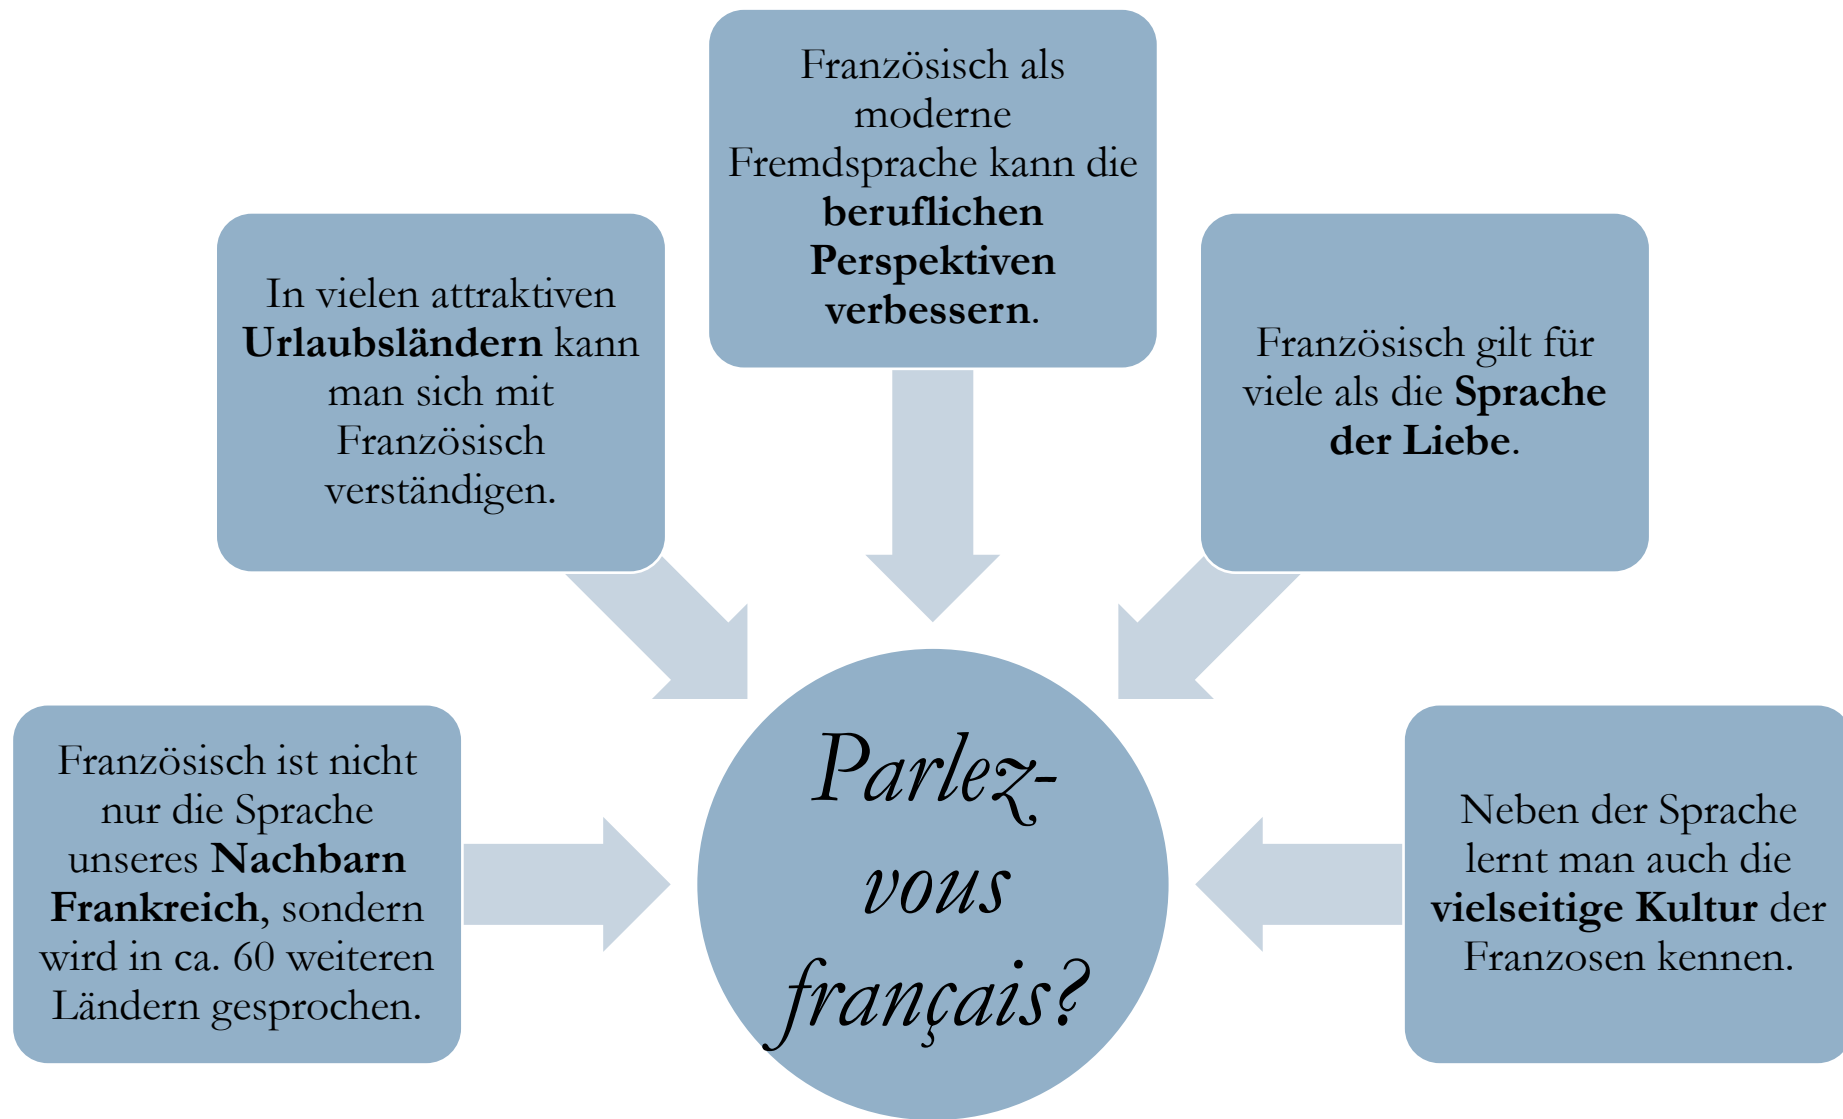 Französisch als
moderne
Fremdsprache kann die
beruflichen
Perspektiven
verbessern.
In vielen attraktiven
Urlaubsländern kann
man sich mit
Französisch
verständigen.
Französisch gilt für
viele als die Sprache
der Liebe.
Französisch ist nicht
nur die Sprache
unseres Nachbarn
Frankreich, sondern
wird in ca. 60 weiteren
Ländern gesprochen.
Parlez-
vous
français?
Neben der Sprache
lernt man auch die
vielseitige Kultur der
Franzosen kennen.